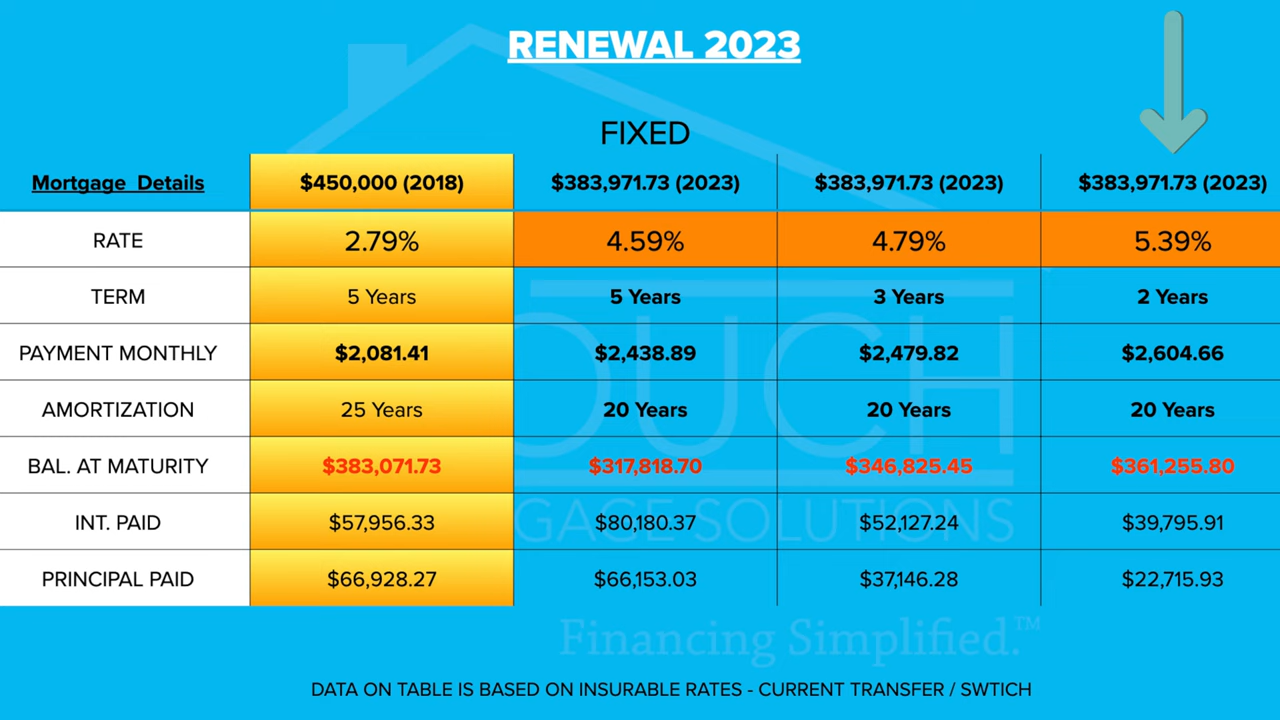 RENEWAL 2023
FIXED
Mortgage Details $450,000 (2018) $383,971.73 (2023) $383,971.73 (2023) $383,971.73 (2023)
RATE 2.79% 4.59% 4.79% 5.39%
TERM 5 Years 5 Years 3 Years 2 Years
PAYMENT MONTHLY $2,081.41 $2,438.89 $2,479.82 $2,604.66
AMORTIZATION 25 Years 20 Years 20 Years 20 Years
BAL. AT MATURITY $383,071.73 $317,818.70 $346,825.45 $361,255.80
INT. PAID $57,956.33 $80,180.37 $52,127.24 $39,795.91
PRINCIPAL PAID $66,928.27 $66,153.03 $37,146.28 $22,715.93
OUCH
GAGE SOLUTIONS
Financing Simplified.™
DATA ON TABLE IS BASED ON INSURABLE RATES - CURRENT TRANSFER / SWTICH